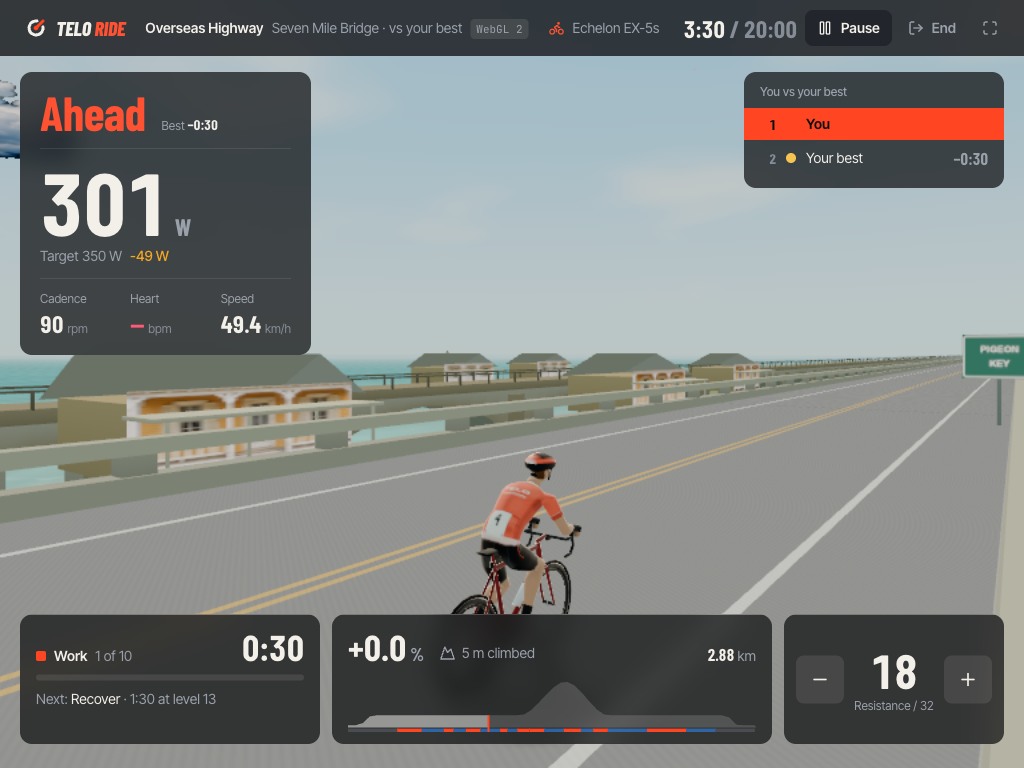 TELO RIDE Overseas Highway Seven Mile Bridge · vs your best WebGL 2 Echelon EX-5s 3:30 / 20:00 Pause End
Ahead Best −0:30
301 W
Target 350 W -49 W
Cadence Heart Speed
90 rpm – bpm 49.4 km/h
You vs your best
1 You
2 Your best −0:30
PIGEON
KEY
Work 1 of 10 0:30
Next: Recover · 1:30 at level 13
+0.0 % 5 m climbed 2.88 km
− 18 +
Resistance / 32